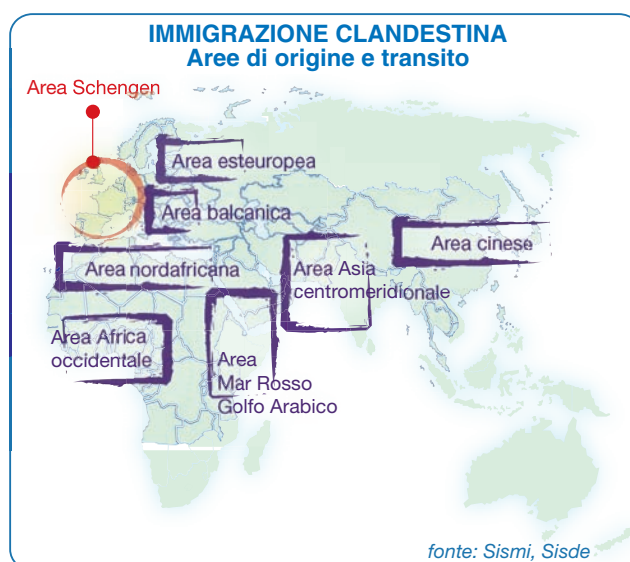 IMMIGRAZIONE CLANDESTINA
Aree di origine e transito
Area Schengen
Area esteuropea
Area balcanica
Area cinese
Area nordafricana
Area Asia
centromeridionale
Area Africa
occidentale
Area
Mar Rosso
Golfo Arabico
fonte: Sismi, Sisde